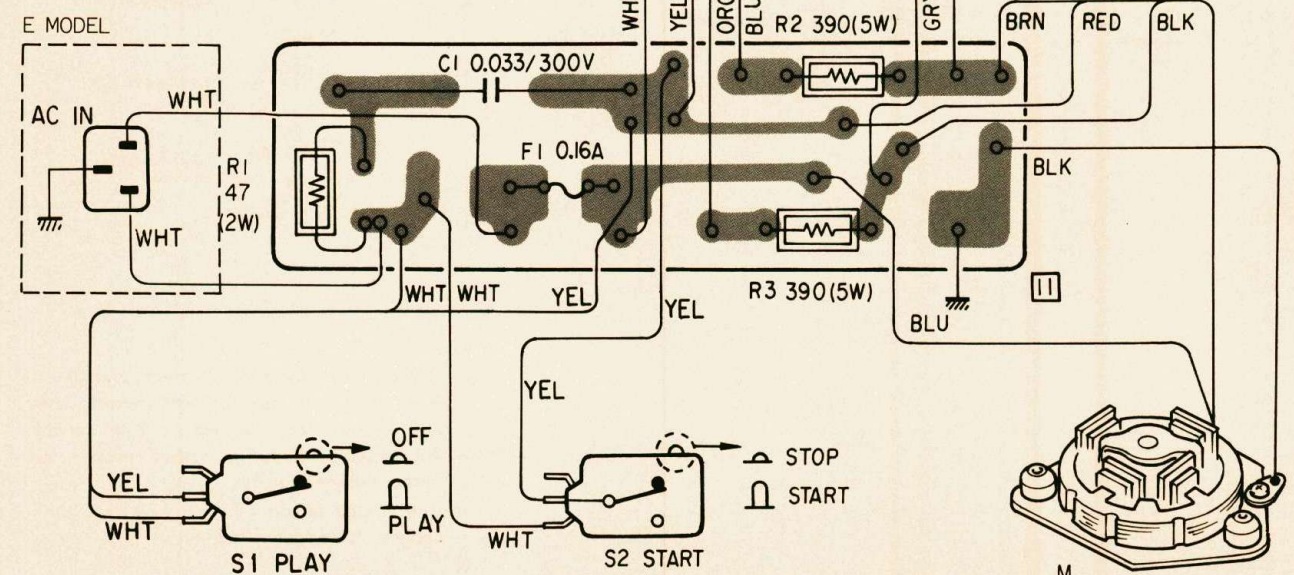 E MODEL
WH
YEL
ORG
BLU
R2 390(5W)
GRY
BRN
RED
BLK
C1 0.033/300V
WHT
AC IN
F1 0.16A
R1
47
(2W)
BLK
WHT
WHT
WHT
YEL
YEL
R3 390(5W)
11
BLU
YEL
OFF
STOP
YEL
START
WHT
PLAY
WHT
S1 PLAY
S2 START
M